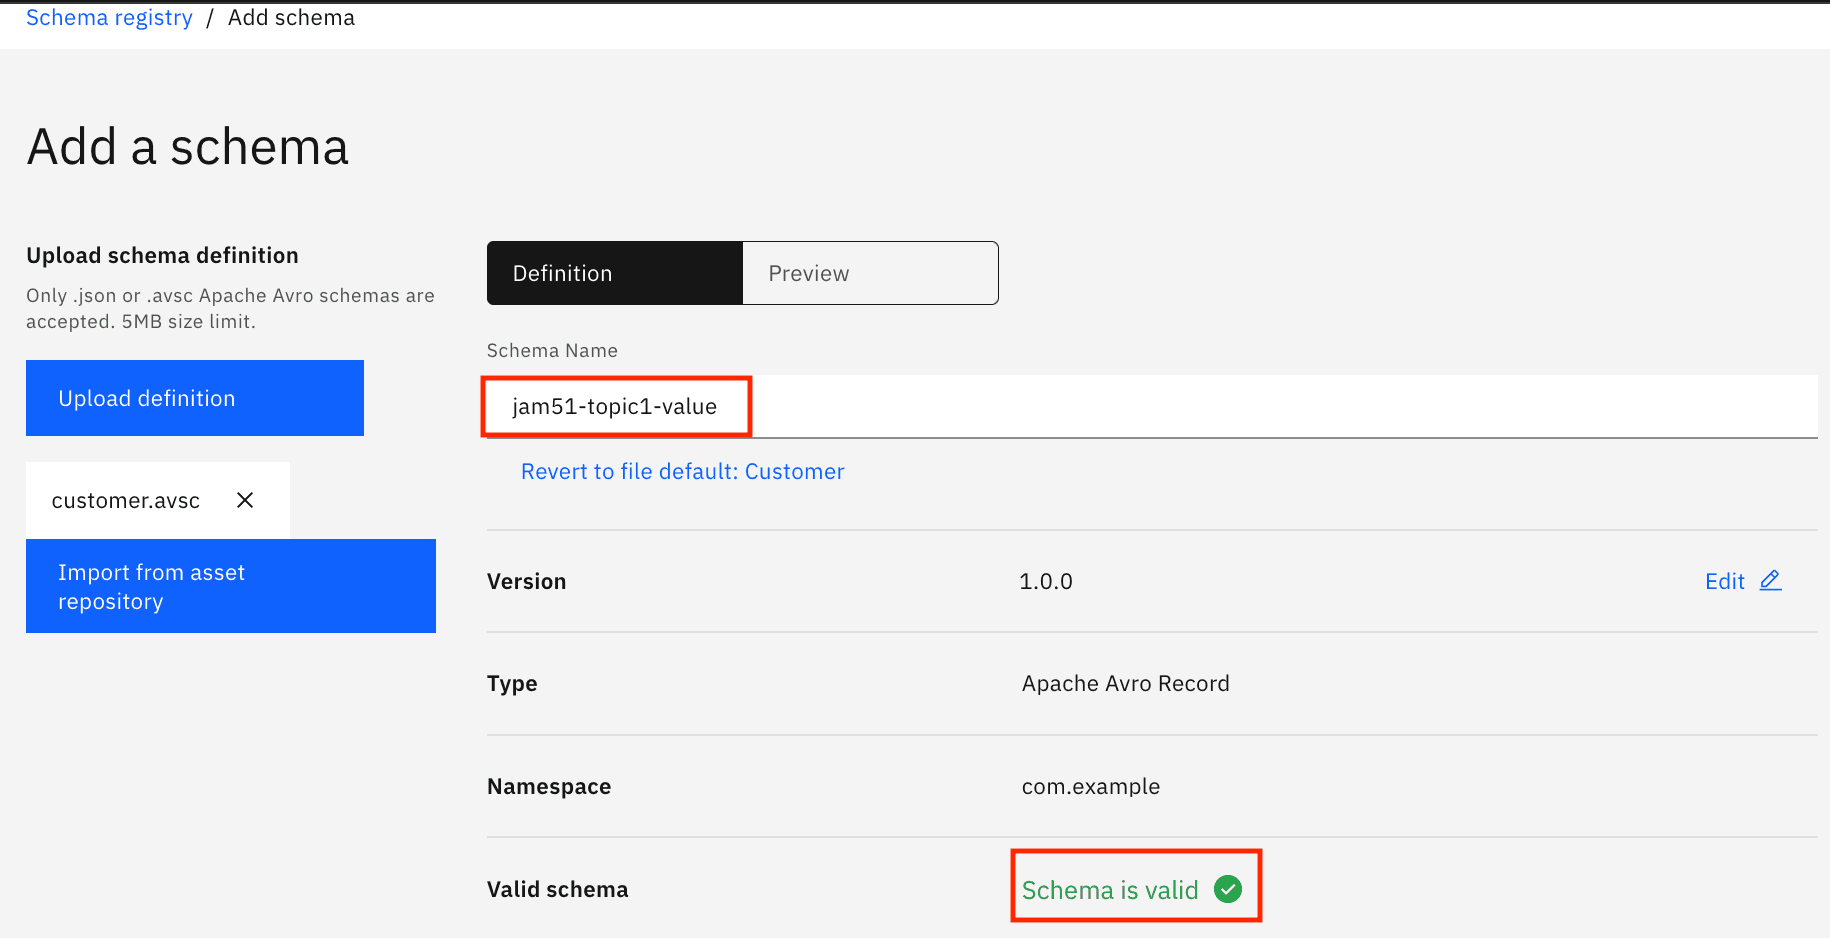 Schema registry / Add schema
Add a schema
Upload schema definition
Only .json or .avsc Apache Avro schemas are
accepted. 5MB size limit.
Upload definition
customer.avsc
Import from asset
repository
Definition
Preview
Schema Name
jam51-topic1-value
Revert to file default: Customer
Version 1.0.0 Edit
Type Apache Avro Record
Namespace com.example
Valid schema Schema is valid